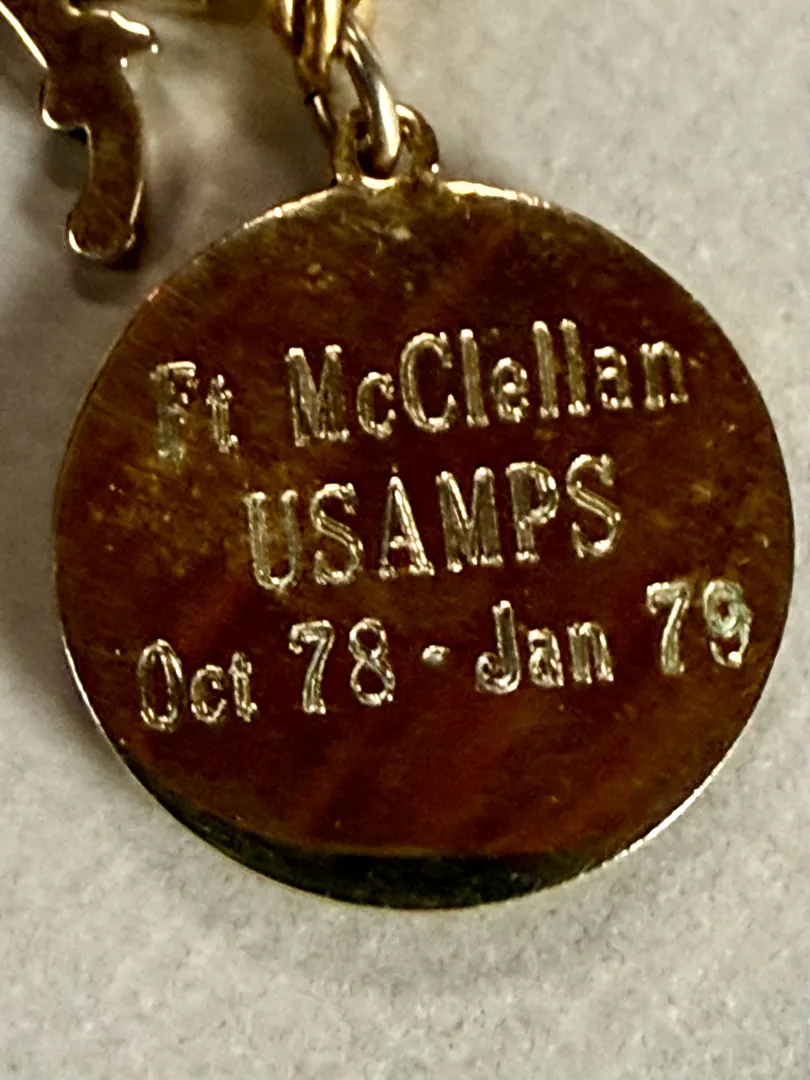 Ft McClellan
USAMPS
Oct 78 - Jan 79